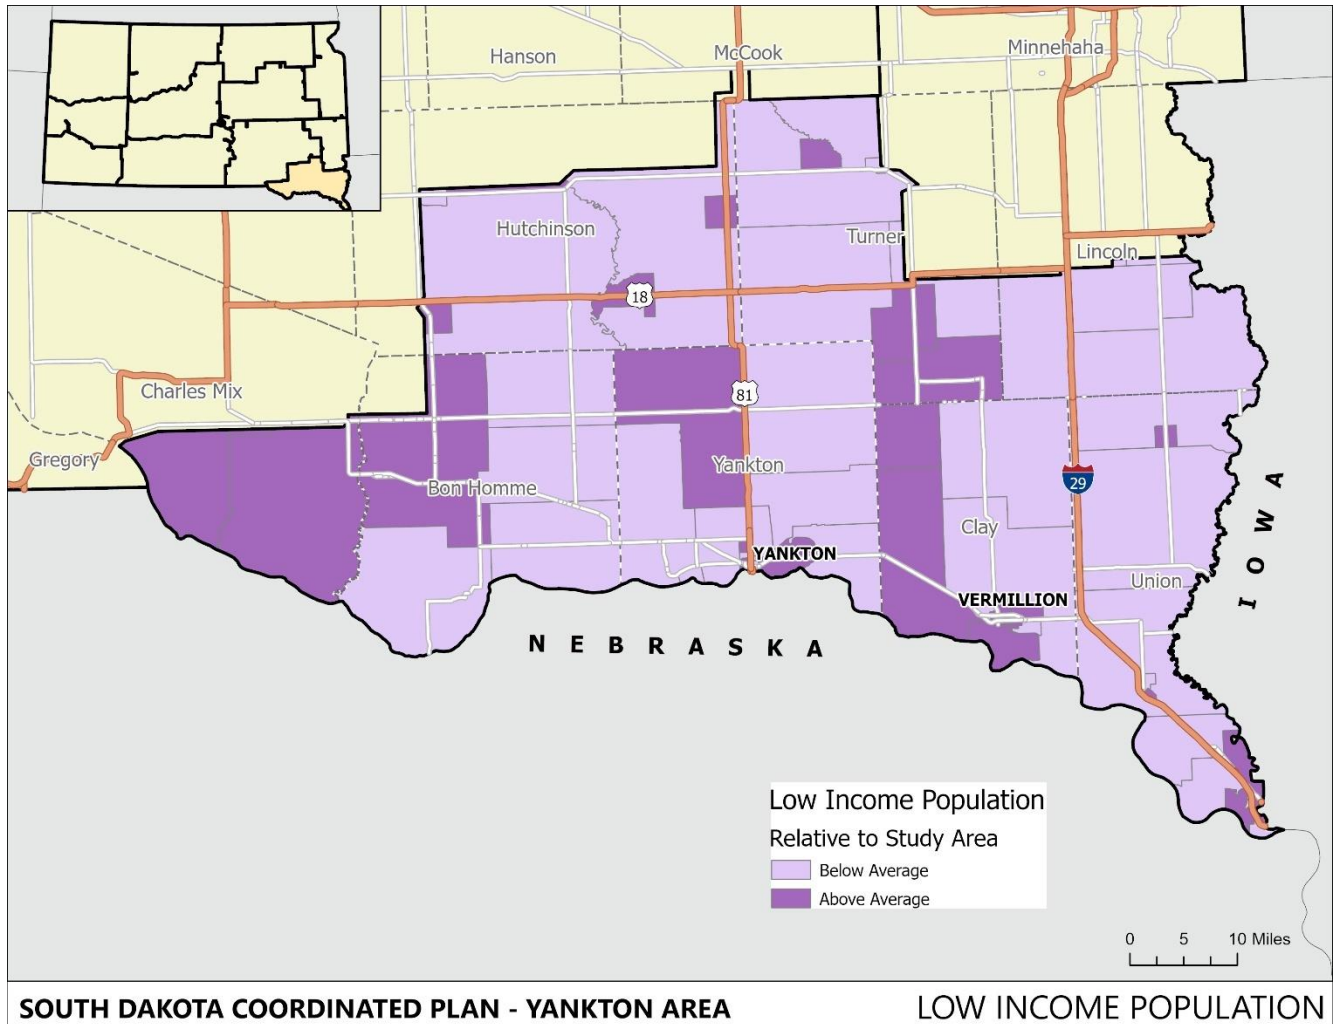 Hanson
McCook
Minnehaha
Hutchinson
Turner
Lincoln
18
Charles Mix
81
Gregory
Yankton
29
Bon Homme
Clay
IOWA
YANKTON
Union
VERMILLION
NEBRASKA
Low Income Population
Relative to Study Area
Below Average
Above Average
0 5 10 Miles
SOUTH DAKOTA COORDINATED PLAN - YANKTON AREA
LOW INCOME POPULATION